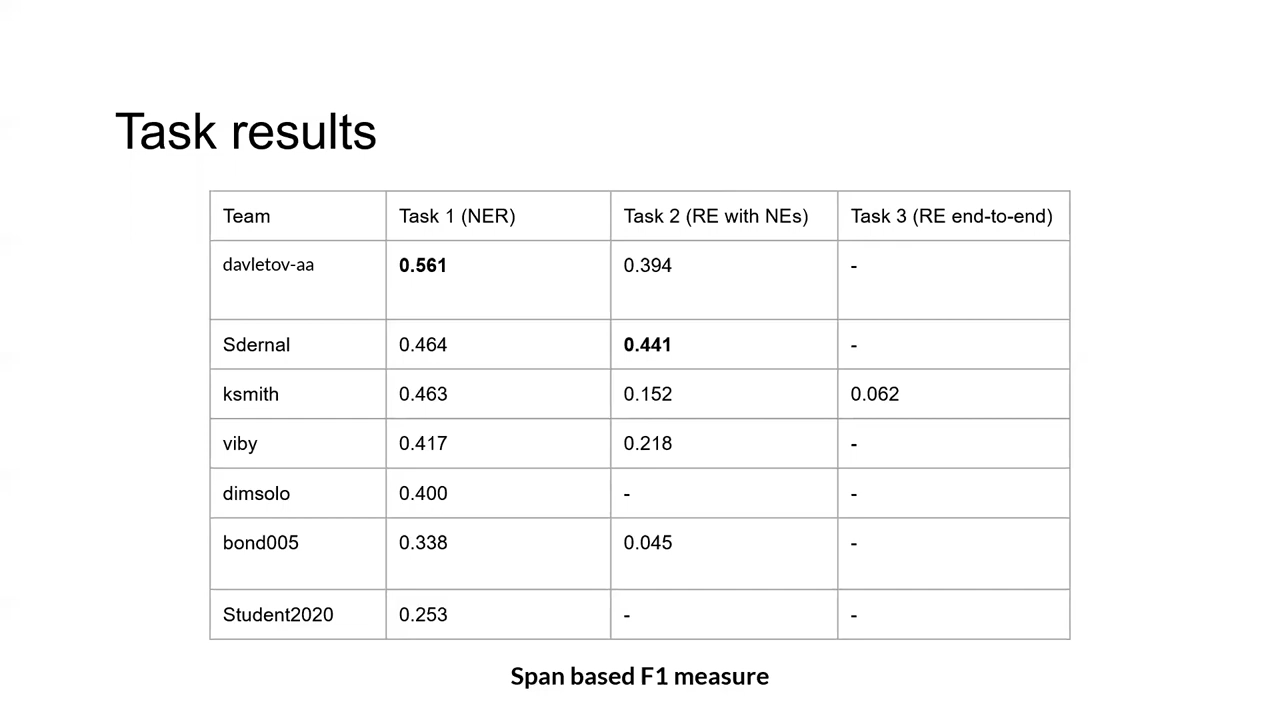 Task results
Team Task 1 (NER) Task 2 (RE with NEs) Task 3 (RE end-to-end)
davletov-aa 0.561 0.394 -
Sdernal 0.464 0.441 -
ksmith 0.463 0.152 0.062
viby 0.417 0.218 -
dimsolo 0.400 - -
bond005 0.338 0.045 -
Student2020 0.253 - -
Span based F1 measure